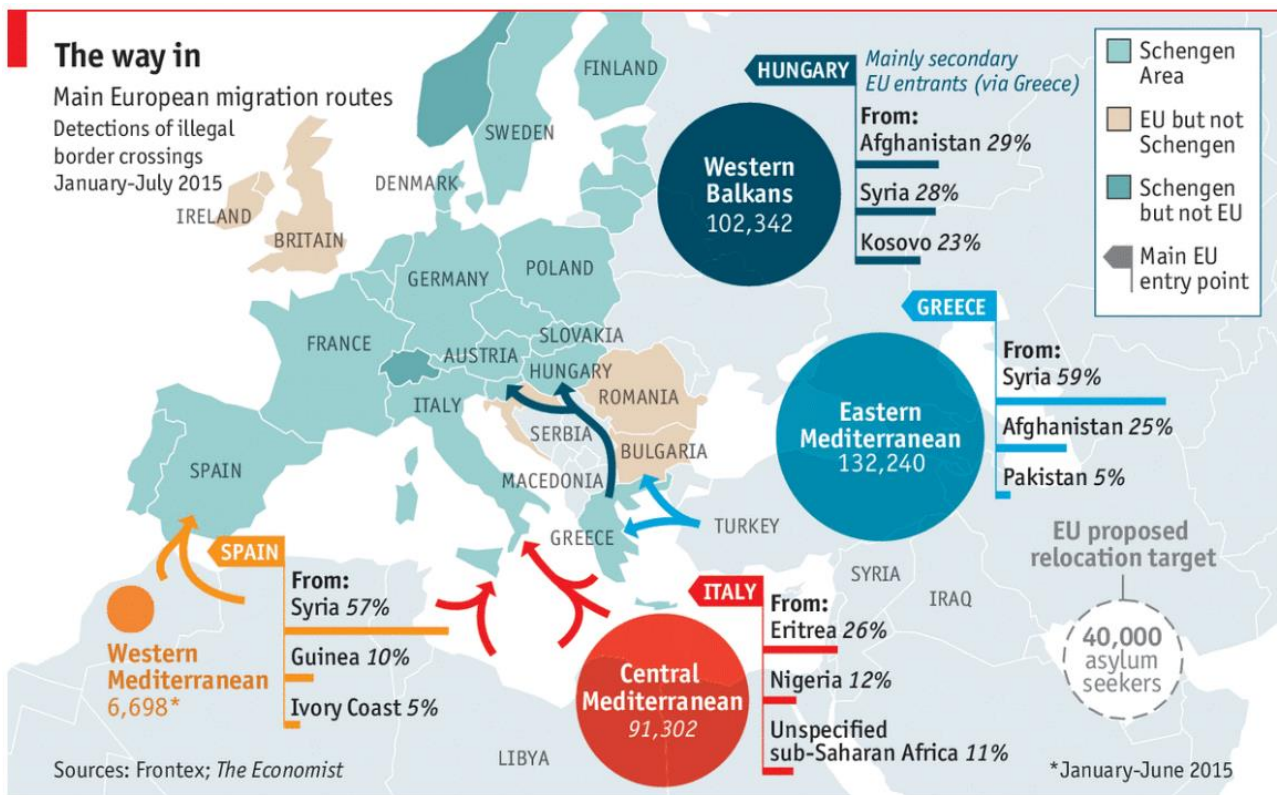 The way in
Main European migration routes
Detections of illegal
border crossings
January-July 2015
FINLAND
SWEDEN
DENMARK
IRELAND
BRITAIN
GERMANY
POLAND
FRANCE
SLOVAKIA
AUSTRIA
HUNGARY
ITALY
ROMANIA
SERBIA
BULGARIA
SPAIN
MACEDONIA
GREECE
TURKEY
SYRIA
IRAQ
LIBYA
HUNGARY
Mainly secondary
EU entrants (via Greece)
From:
Afghanistan 29%
Syria 28%
Kosovo 23%
Western
Balkans
102,342
Schengen
Area
EU but not
Schengen
Schengen
but not EU
Main EU
entry point
GREECE
From:
Syria 59%
Afghanistan 25%
Pakistan 5%
Eastern
Mediterranean
132,240
SPAIN
From:
Syria 57%
Guinea 10%
Ivory Coast 5%
Western
Mediterranean
6,698*
ITALY
From:
Eritrea 26%
Nigeria 12%
Unspecified
sub-Saharan Africa 11%
Central
Mediterranean
91,302
EU proposed
relocation target
40,000
asylum
seekers
Sources: Frontex; The Economist
*January-June 2015